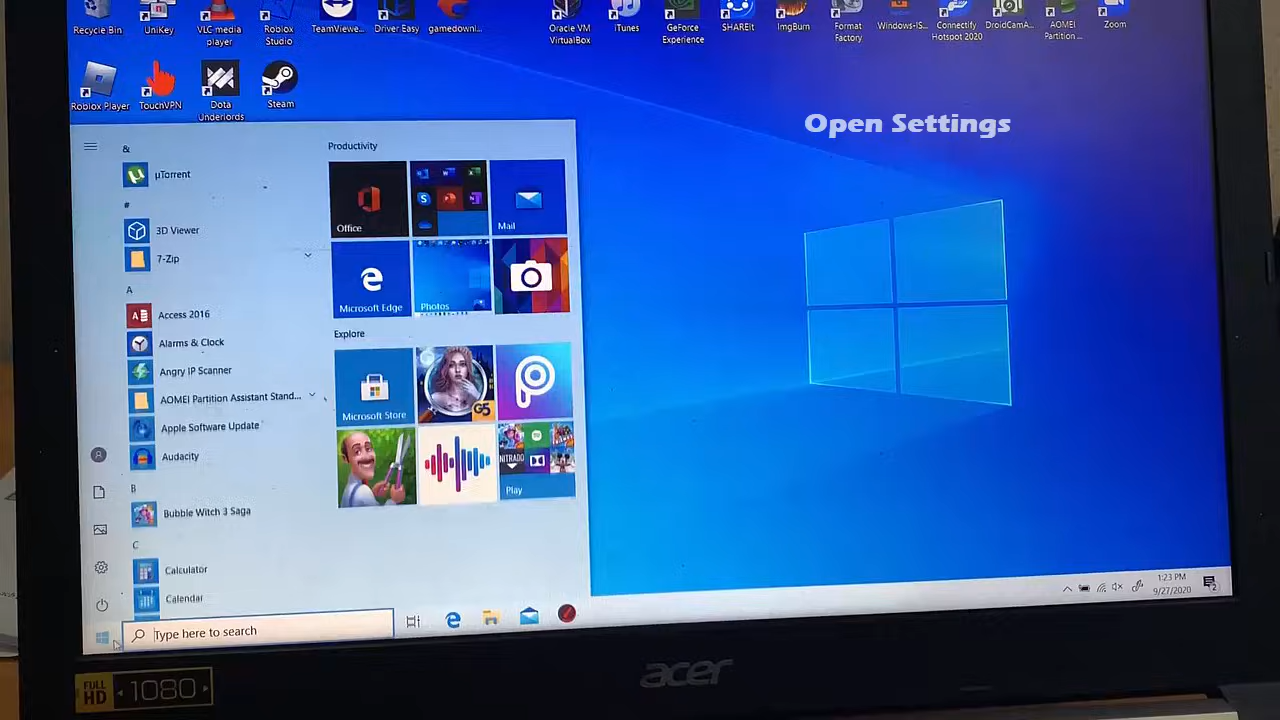 Recycle Bin
UniKey
VLC media
player
Roblox
Studio
TeamViewe...
Driver Easy
gamedownl...
Oracle VM
VirtualBox
iTunes
GeForce
Experience
SHAREit
ImgBurn
Format
Factory
Windows-IS...
Connectify
Hotspot 2020
DroidCamA...
AOMEI
Partition ...
Zoom
Roblox Player
TouchVPN
Dota
Underlords
Steam
Open Settings
&
µTorrent
#
3D Viewer
7-Zip
A
Access 2016
Alarms & Clock
Angry IP Scanner
AOMEI Partition Assistant Stand...
Apple Software Update
Audacity
B
Bubble Witch 3 Saga
C
Calculator
Calendar
Productivity
Office
Mail
Microsoft Edge
Photos
Explore
Microsoft Store
G5
NITRADO
Play
Type here to search
1:23 PM
9/27/2020
2
FULL
HD
1080
acer